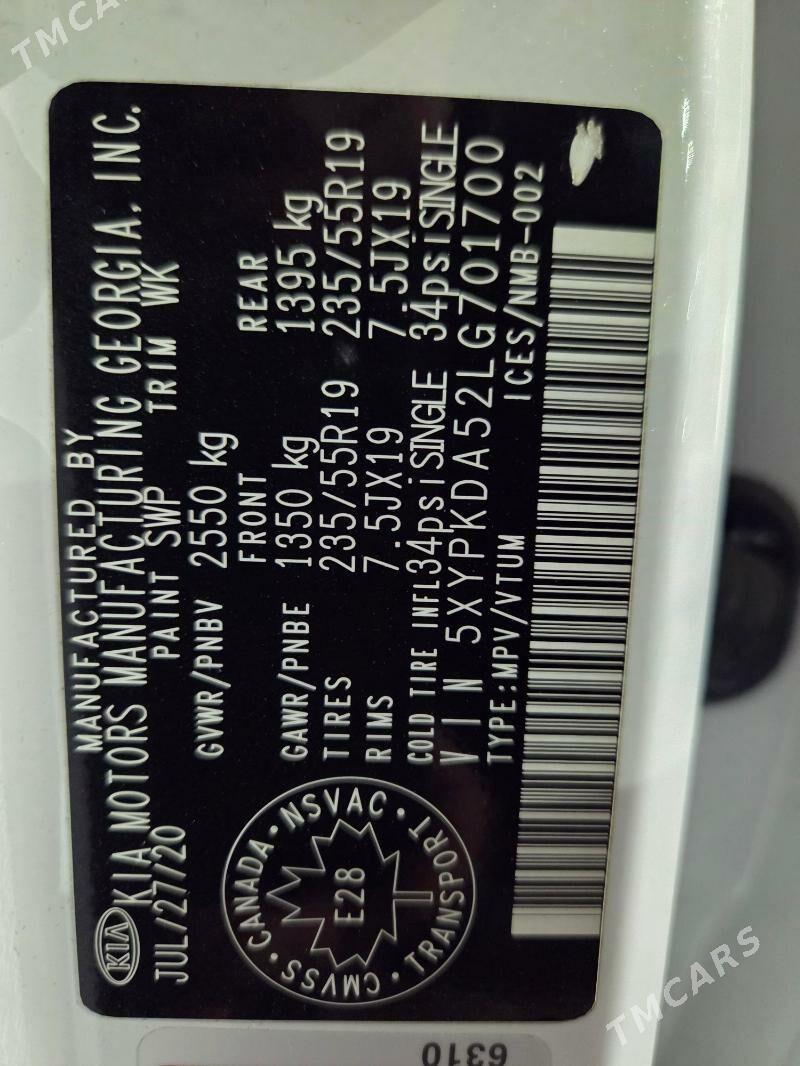 TMCARS
MANUFACTURED BY
KIA KIA MOTORS MANUFACTURING GEORGIA, INC.
JUL/27/20 PAINT SWP TRIM WK
GVWR/PNBV 2550 kg
FRONT REAR
GAWR/PNBE 1350 kg 1395 kg
TIRES 235/55R19 235/55R19
RIMS 7.5JX19 7.5JX19
COLD TIRE INFL34psiSINGLE 34psiSINGLE
VIN 5XYPKDA52LG701700
TYPE:MPV/VTUM ICES/NMB-002
CANADA • NSVAC • TRANSPORT • CMVSS •
E28
6310
TMCARS